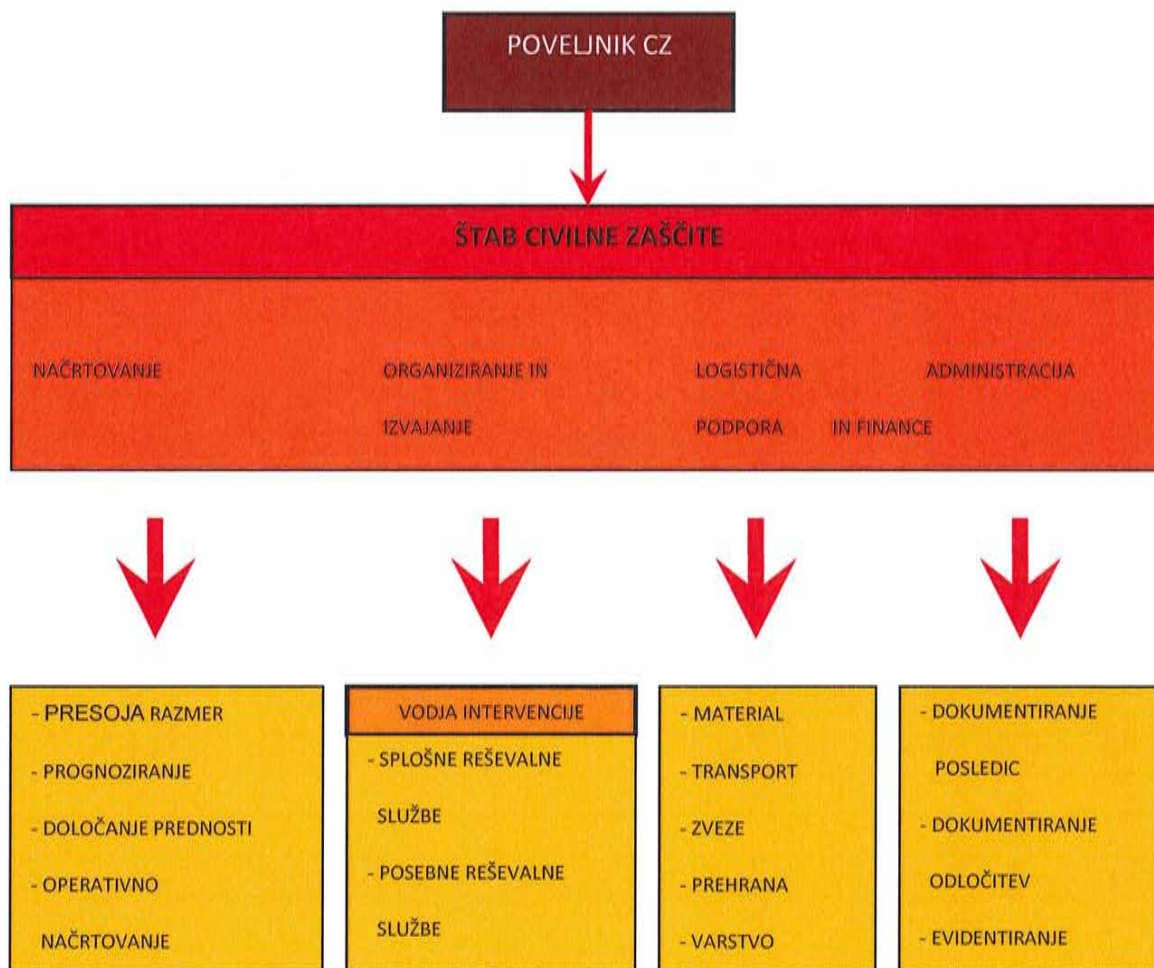 POVELJNIK CZ
ŠTAB CIVILNE ZAŠČITE
NAČRTOVANJE
ORGANIZIRANJE IN
IZVAJANJE
LOGISTIČNA
PODPORA
ADMINISTRACIJA
IN FINANCE
- PRESOJA RAZMER
- PROGNOZIRANJE
- DOLOČANJE PREDNOSTI
- OPERATIVNO
NAČRTOVANJE
VODJA INTERVENCIJE
- SPLOŠNE REŠEVALNE
SLUŽBE
- POSEBNE REŠEVALNE
SLUŽBE
- MATERIAL
- TRANSPORT
- ZVEZE
- PREHRANA
- VARSTVO
- DOKUMENTIRANJE
POSLEDIC
- DOKUMENTIRANJE
ODLOČITEV
- EVIDENTIRANJE